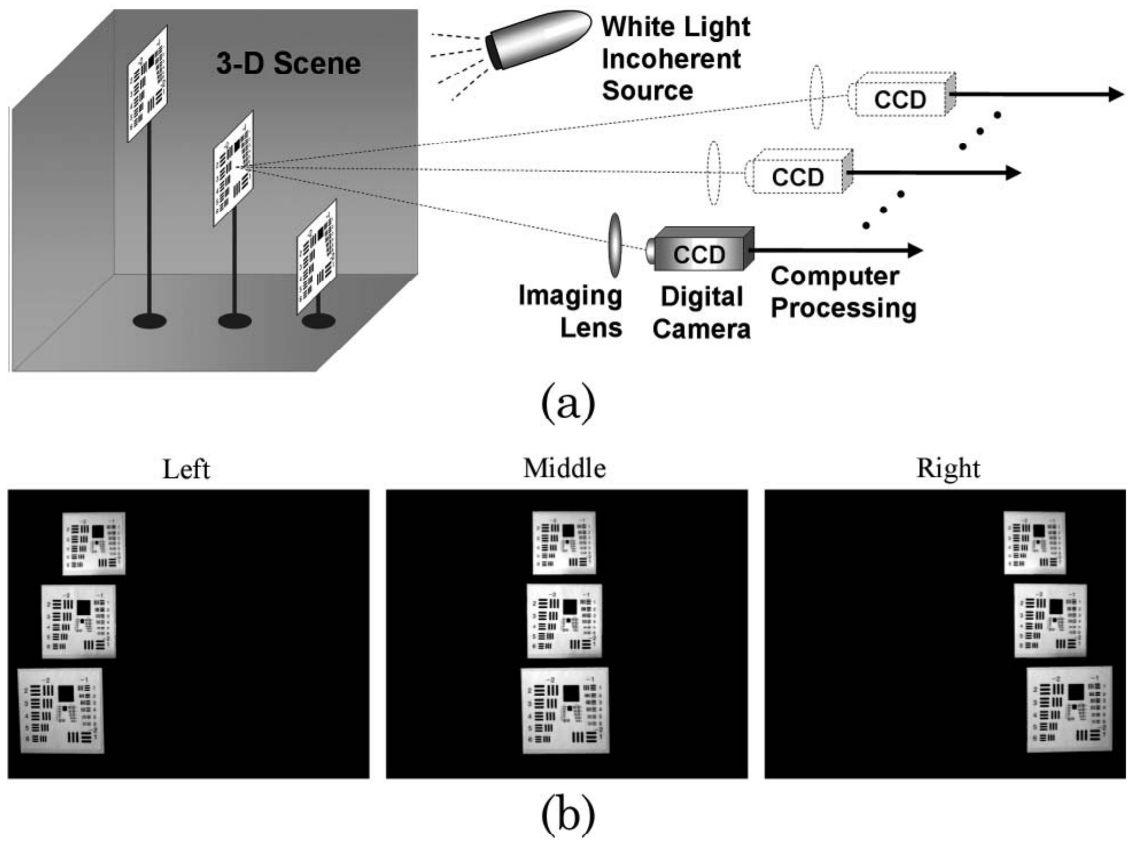 3-D Scene
White Light
Incoherent
Source
CCD
CCD
CCD
Imaging
Lens
Digital
Camera
Computer
Processing
(a)
Left
Middle
Right
(b)